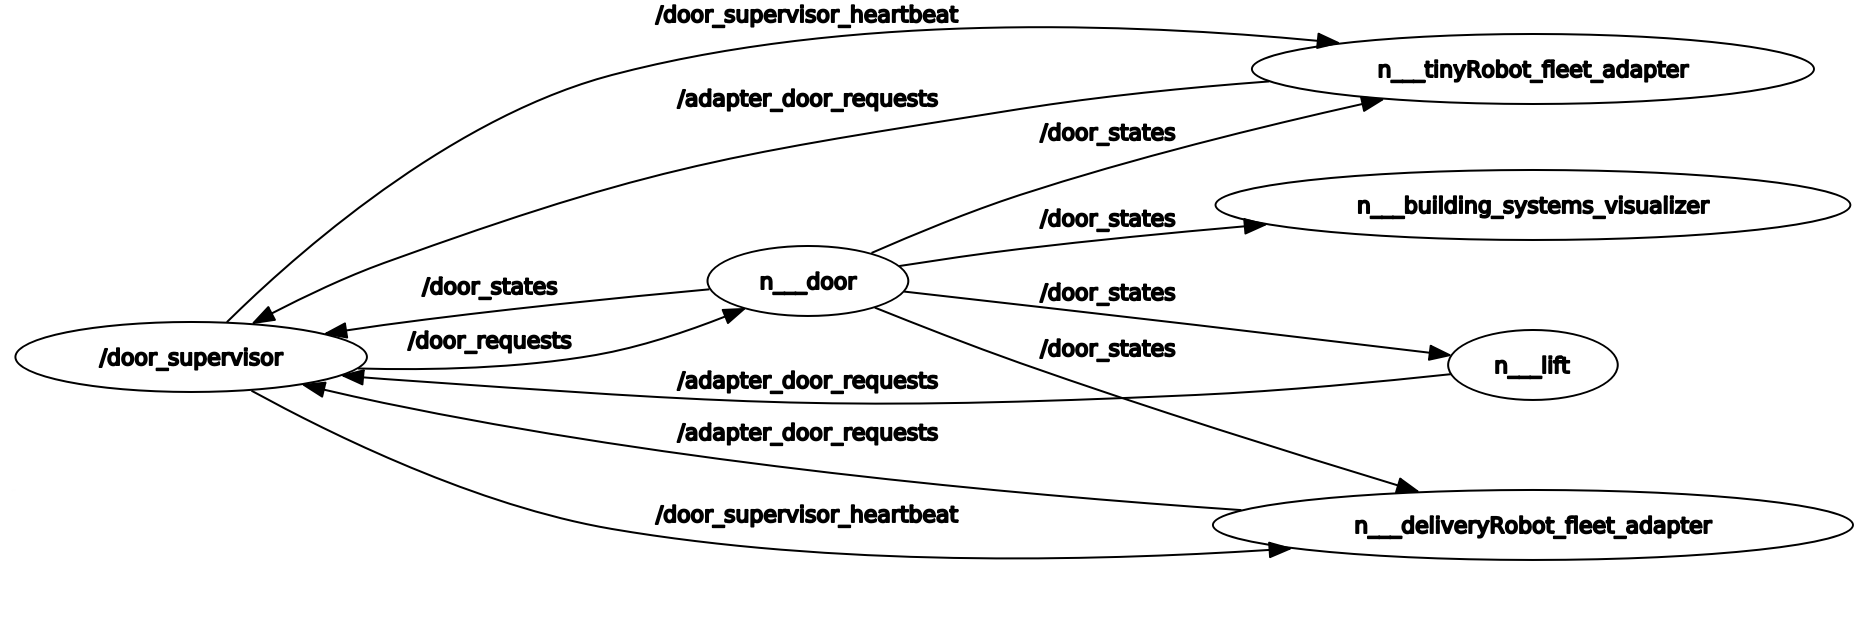 /door_supervisor_heartbeat
n___tinyRobot_fleet_adapter
/adapter_door_requests
/door_states
n___building_systems_visualizer
/door_states
n___door
/door_states
/door_states
/door_requests
/door_supervisor
/door_states
n___lift
/adapter_door_requests
/adapter_door_requests
/door_supervisor_heartbeat
n___deliveryRobot_fleet_adapter